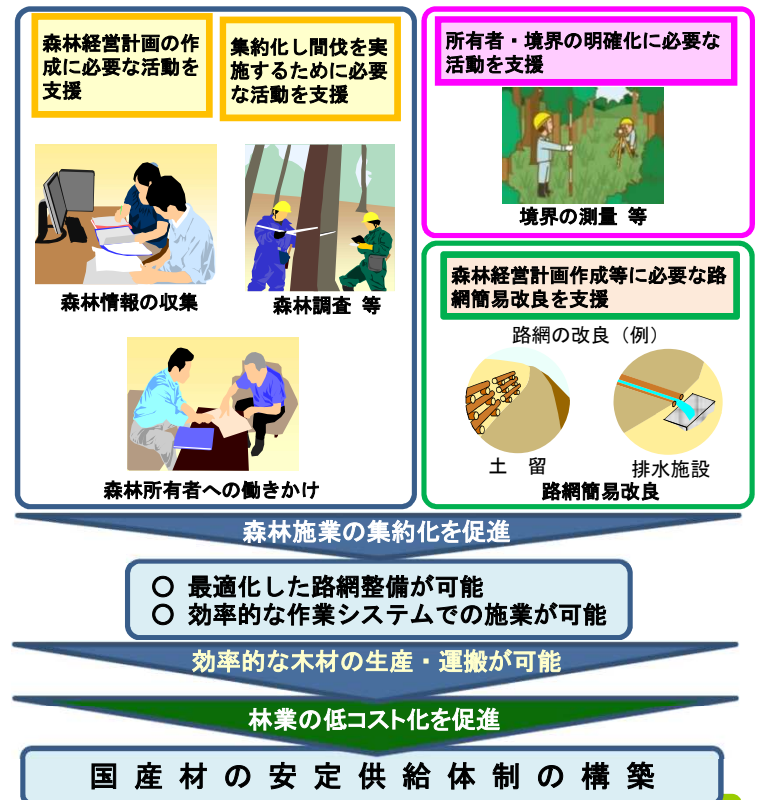 森林経営計画の作
成に必要な活動を
支援
集約化し間伐を実
施するために必要
な活動を支援
森林情報の収集
森林調査 等
森林所有者への働きかけ
所有者・境界の明確化に必要な
活動を支援
境界の測量 等
森林経営計画作成等に必要な路
網簡易改良を支援
路網の改良（例）
土 留
排水施設
路網簡易改良
森林施業の集約化を促進
○ 最適化した路網整備が可能
○ 効率的な作業システムでの施業が可能
効率的な木材の生産・運搬が可能
林業の低コスト化を促進
国産材の安定供給体制の構築